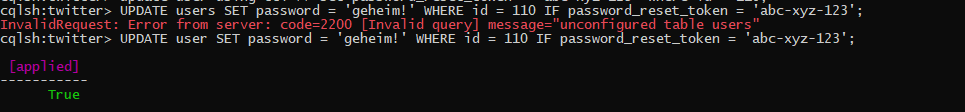 cqlsh:twitter> UPDATE users SET password = 'geheim!' WHERE id = 110 IF password_reset_token = 'abc-xyz-123';
InvalidRequest: Error from server: code=2200 [Invalid query] message="unconfigured table users"
cqlsh:twitter> UPDATE user SET password = 'geheim!' WHERE id = 110 IF password_reset_token = 'abc-xyz-123';
[applied]
-----------
True